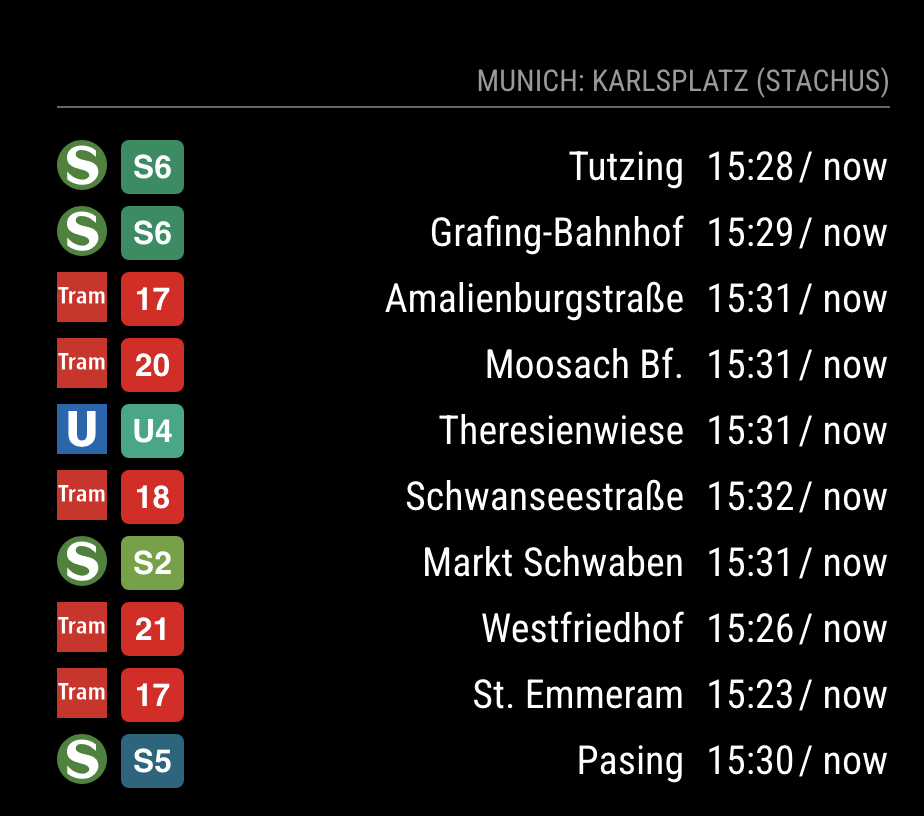 MUNICH: KARLSPLATZ (STACHUS)
S S6 Tutzing 15:28 / now
S S6 Grafing-Bahnhof 15:29 / now
Tram 17 Amalienburgstraße 15:31 / now
Tram 20 Moosach Bf. 15:31 / now
U U4 Theresienwiese 15:31 / now
Tram 18 Schwanseestraße 15:32 / now
S S2 Markt Schwaben 15:31 / now
Tram 21 Westfriedhof 15:26 / now
Tram 17 St. Emmeram 15:23 / now
S S5 Pasing 15:30 / now